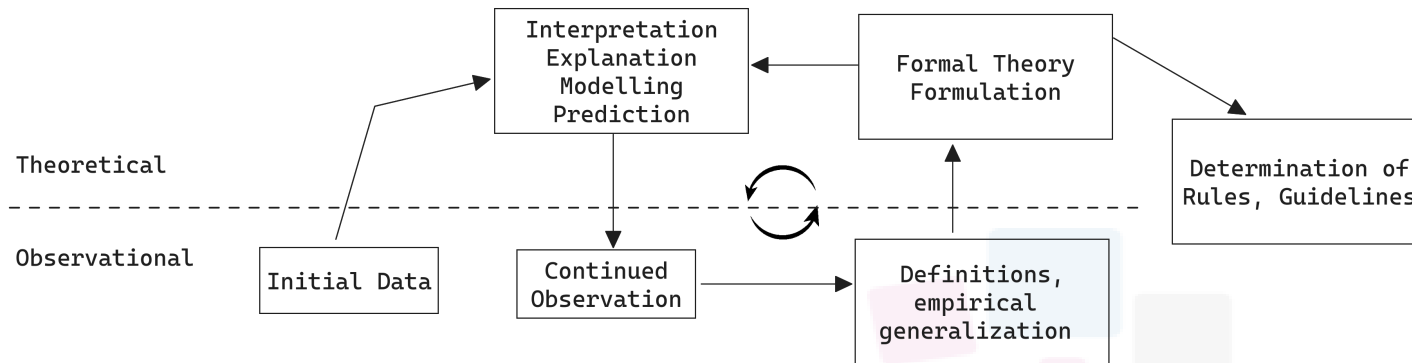 Interpretation
Explanation
Modelling
Prediction
Formal Theory
Formulation
Theoretical
Determination of
Rules, Guidelines
Observational
Initial Data
Continued
Observation
Definitions,
empirical
generalization